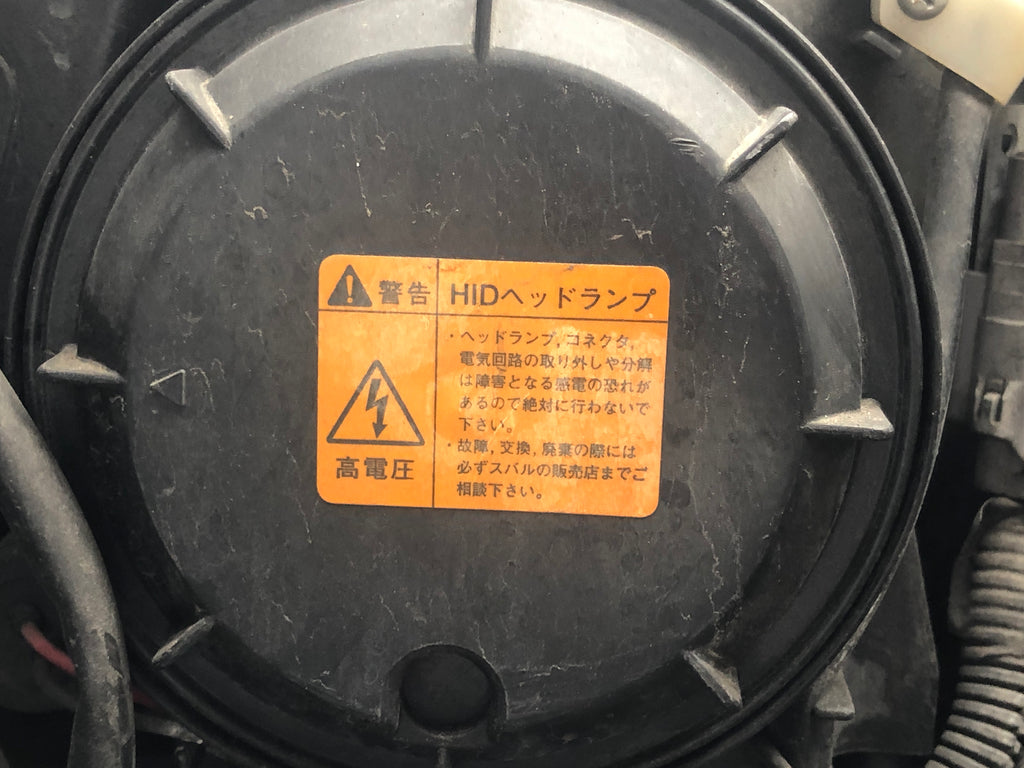 警告
HIDヘッドランプ
高電圧
・ヘッドランプ, コネクタ,
電気回路の取り外しや分解
は障害となる感電の恐れが
あるので絶対に行わないで
下さい。
・故障, 交換, 廃棄の際には
必ずスバルの販売店までご
相談下さい。